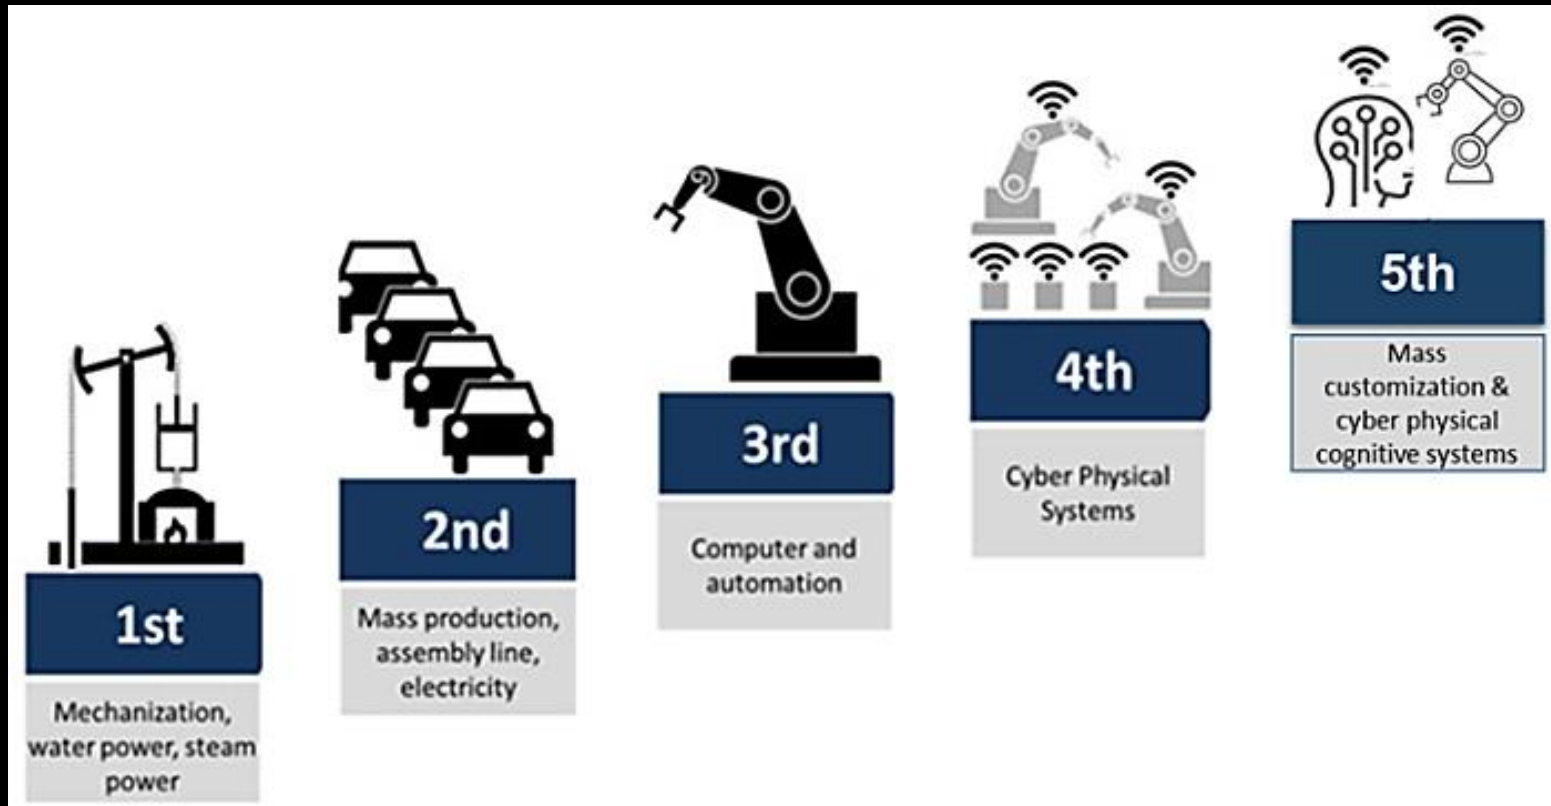 1st
Mechanization,
water power, steam
power
2nd
Mass production,
assembly line,
electricity
3rd
Computer and
automation
4th
Cyber Physical
Systems
5th
Mass
customization &
cyber physical
cognitive systems